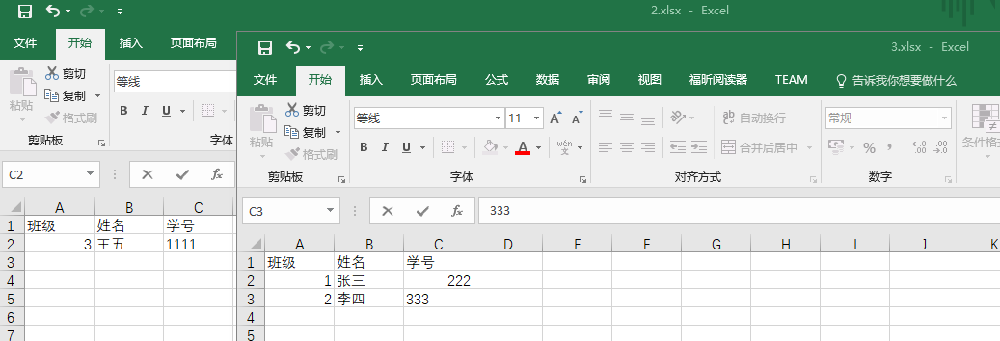 2.xlsx - Excel
文件 开始 插入 页面布局
粘贴
剪切
复制
格式刷
剪贴板
等线
B I U
字体
C2
fx
A B C
1 班级 姓名 学号
2 3 王五 1111
3
4
5
6
7
3.xlsx - Excel
文件 开始 插入 页面布局 公式 数据 审阅 视图 福昕阅读器 TEAM 告诉我你想要做什么
粘贴
剪切
复制
格式刷
剪贴板
等线 11 A A
B I U A wén 文
字体
ab c 自动换行
合并后居中
对齐方式
常规
% , .00 .0
数字
条件格式
C3 fx 333
A B C D E F G H I J K
1 班级 姓名 学号
2 1 张三 222
3 2 李四 333
4
5